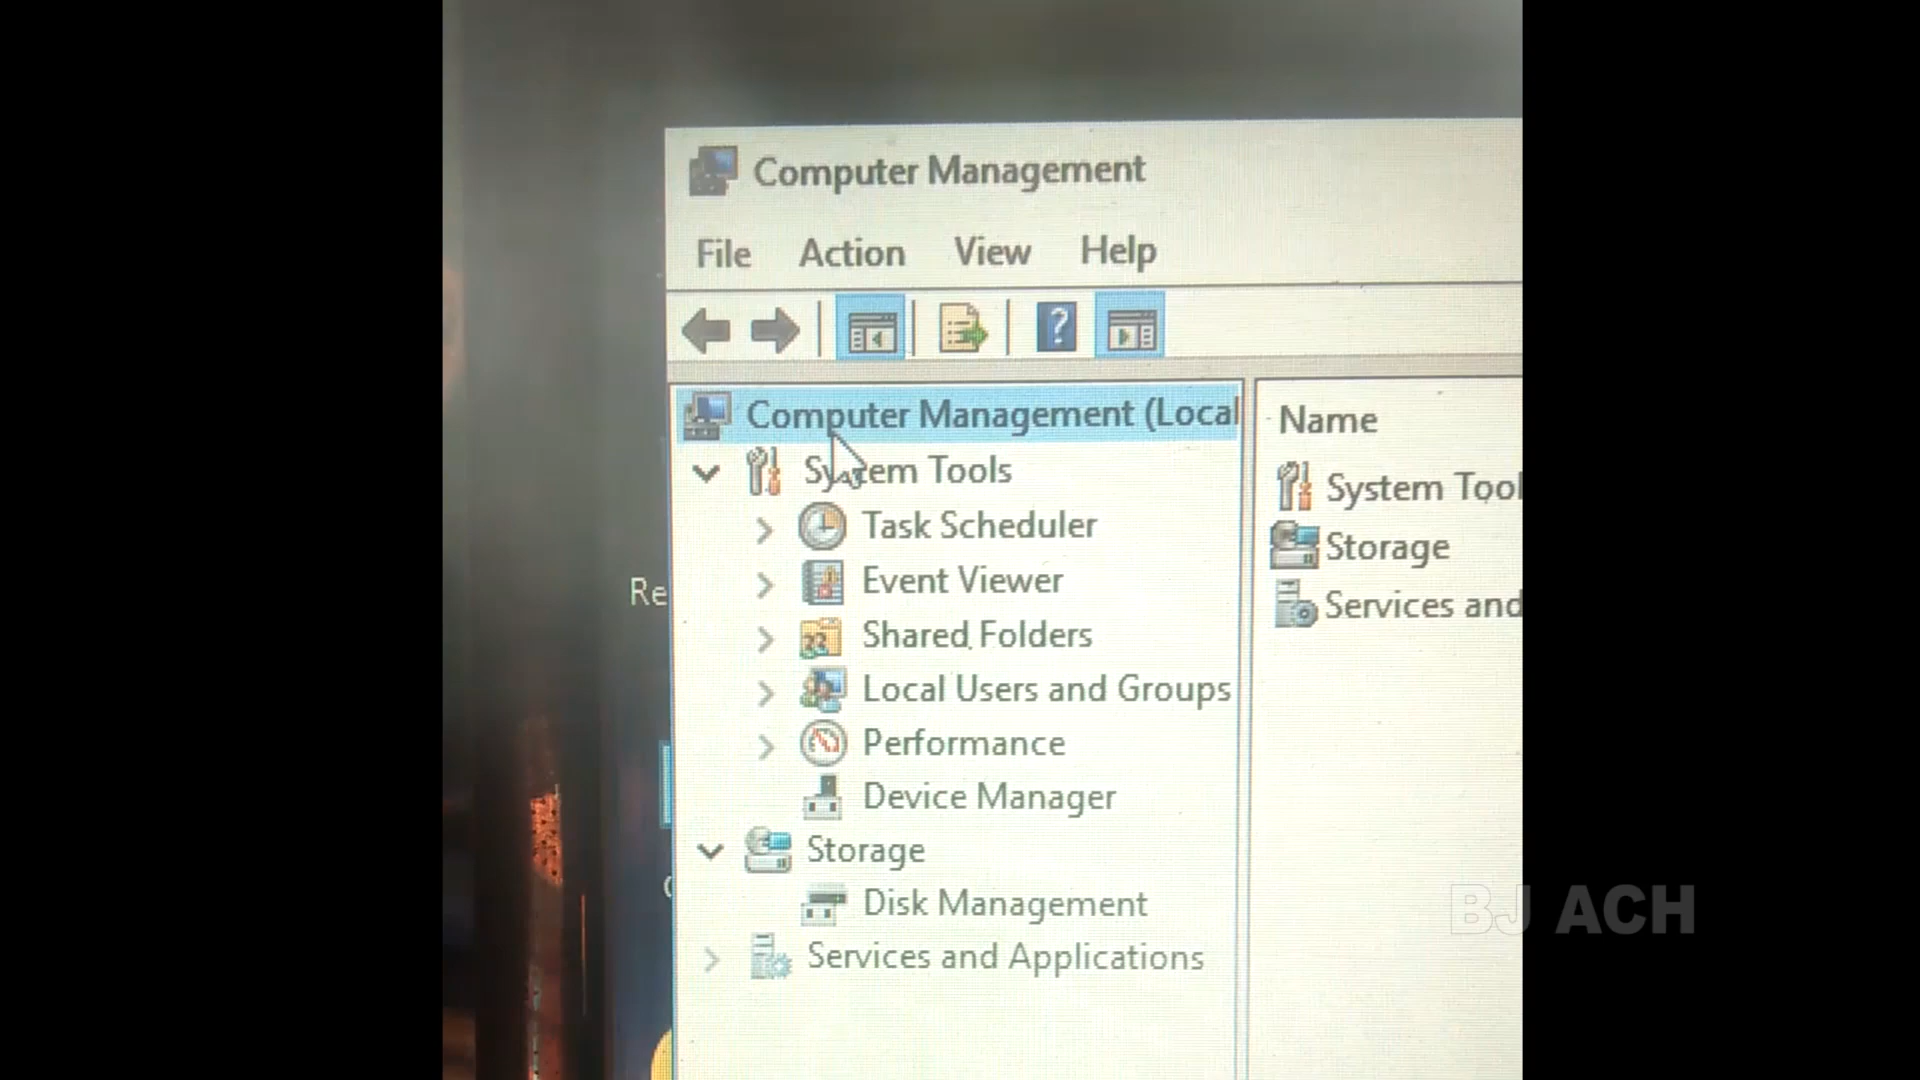 Computer Management
File Action View Help
Computer Management (Local
System Tools
Task Scheduler
Event Viewer
Shared Folders
Local Users and Groups
Performance
Device Manager
Storage
Disk Management
Services and Applications
Name
System Tool
Storage
Services and
Re
BJ ACH